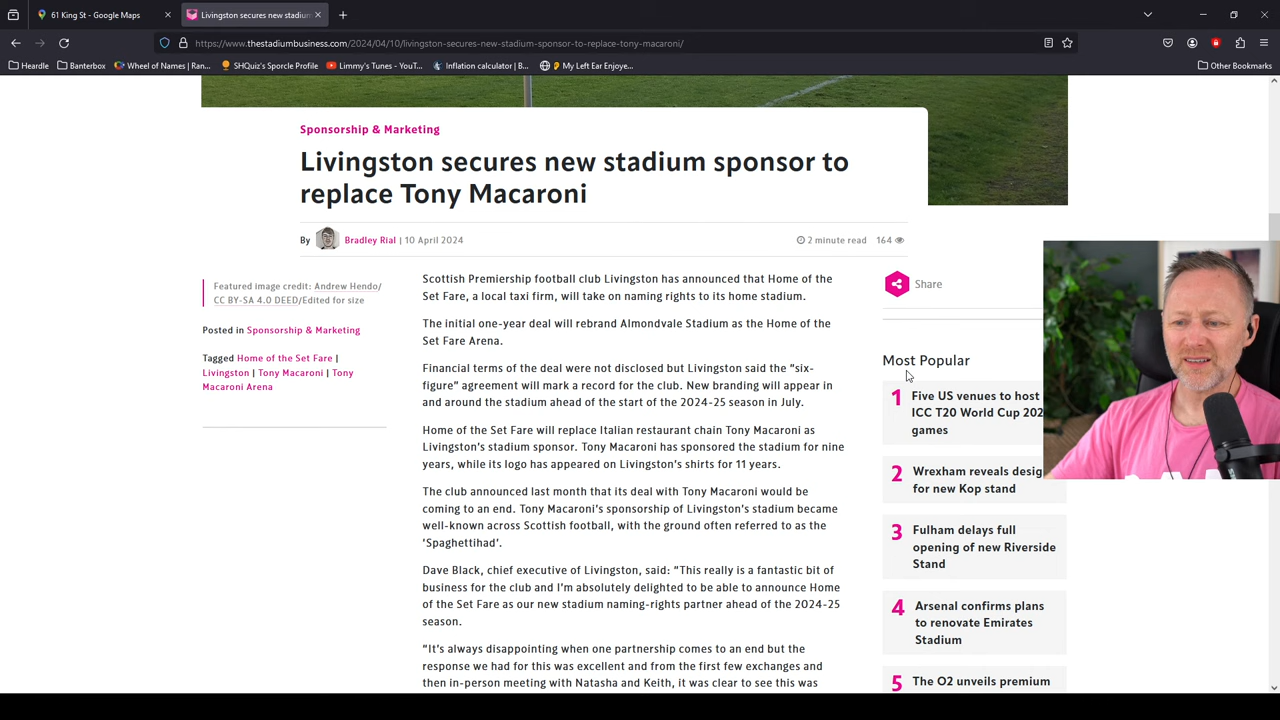 61 King St - Google Maps
Livingston secures new stadium
https://www.thestadiumbusiness.com/2024/04/10/livingston-secures-new-stadium-sponsor-to-replace-tony-macaroni/
Heardle
Banterbox
Wheel of Names | Ran...
SHQuiz's Sporcle Profile
Limmy's Tunes - YouT...
Inflation calculator | B...
My Left Ear Enjoye...
Other Bookmarks
Sponsorship & Marketing
Livingston secures new stadium sponsor to
replace Tony Macaroni
By Bradley Rial | 10 April 2024
2 minute read 164
Featured image credit: Andrew Hendo/
CC BY-SA 4.0 DEED/Edited for size
Posted in Sponsorship & Marketing
Tagged Home of the Set Fare |
Livingston | Tony Macaroni | Tony
Macaroni Arena
Scottish Premiership football club Livingston has announced that Home of the
Set Fare, a local taxi firm, will take on naming rights to its home stadium.
The initial one-year deal will rebrand Almondvale Stadium as the Home of the
Set Fare Arena.
Financial terms of the deal were not disclosed but Livingston said the “six-
figure” agreement will mark a record for the club. New branding will appear in
and around the stadium ahead of the start of the 2024-25 season in July.
Home of the Set Fare will replace Italian restaurant chain Tony Macaroni as
Livingston’s stadium sponsor. Tony Macaroni has sponsored the stadium for nine
years, while its logo has appeared on Livingston’s shirts for 11 years.
The club announced last month that its deal with Tony Macaroni would be
coming to an end. Tony Macaroni’s sponsorship of Livingston’s stadium became
well-known across Scottish football, with the ground often referred to as the
‘Spaghettihad’.
Dave Black, chief executive of Livingston, said: “This really is a fantastic bit of
business for the club and I’m absolutely delighted to be able to announce Home
of the Set Fare as our new stadium naming-rights partner ahead of the 2024-25
season.
“It’s always disappointing when one partnership comes to an end but the
response we had for this was excellent and from the first few exchanges and
then in-person meeting with Natasha and Keith, it was clear to see this was
Share
Most Popular
1 Five US venues to host
ICC T20 World Cup 202
games
2 Wrexham reveals desig
for new Kop stand
3 Fulham delays full
opening of new Riverside
Stand
4 Arsenal confirms plans
to renovate Emirates
Stadium
5 The O2 unveils premium